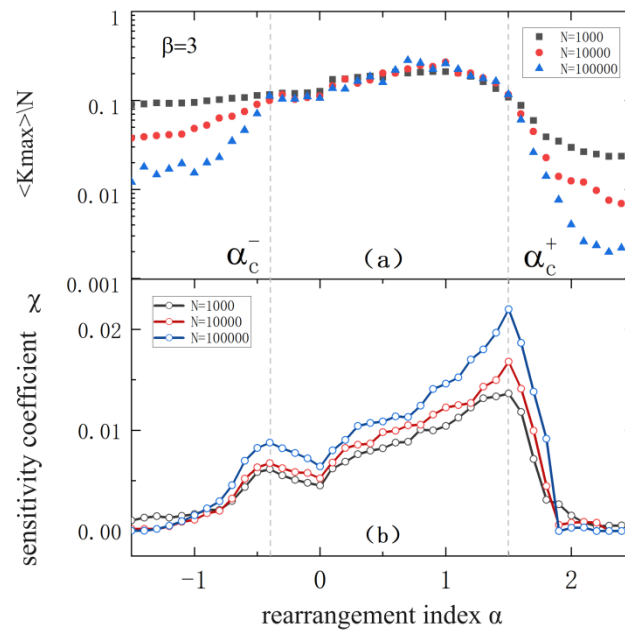 1
β=3
N=1000
N=10000
N=100000
0.1
<Kmax>\N
0.01
α_c^-
(a)
α_c^+
0.001
N=1000
N=10000
N=100000
0.02
sensitivity coefficient χ
0.01
0.00
(b)
-1
0
1
2
rearrangement index α